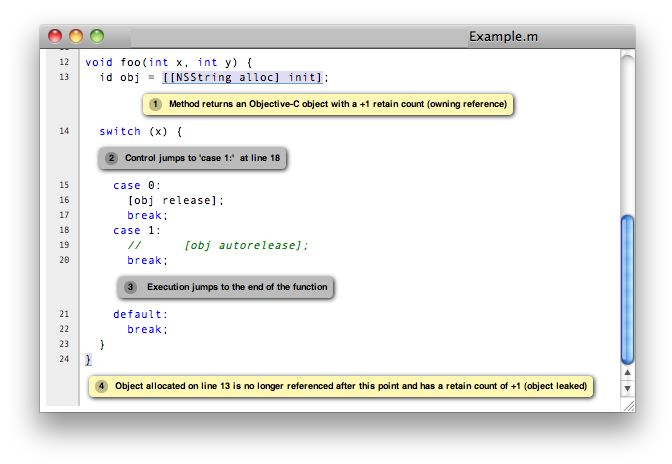 Example.m
12 void foo(int x, int y) {
13 id obj = [[NSString alloc] init];
1 Method returns an Objective-C object with a +1 retain count (owning reference)
14 switch (x) {
2 Control jumps to 'case 1:' at line 18
15 case 0:
16 [obj release];
17 break;
18 case 1:
19 // [obj autorelease];
20 break;
3 Execution jumps to the end of the function
21 default:
22 break;
23 }
24 }
4 Object allocated on line 13 is no longer referenced after this point and has a retain count of +1 (object leaked)